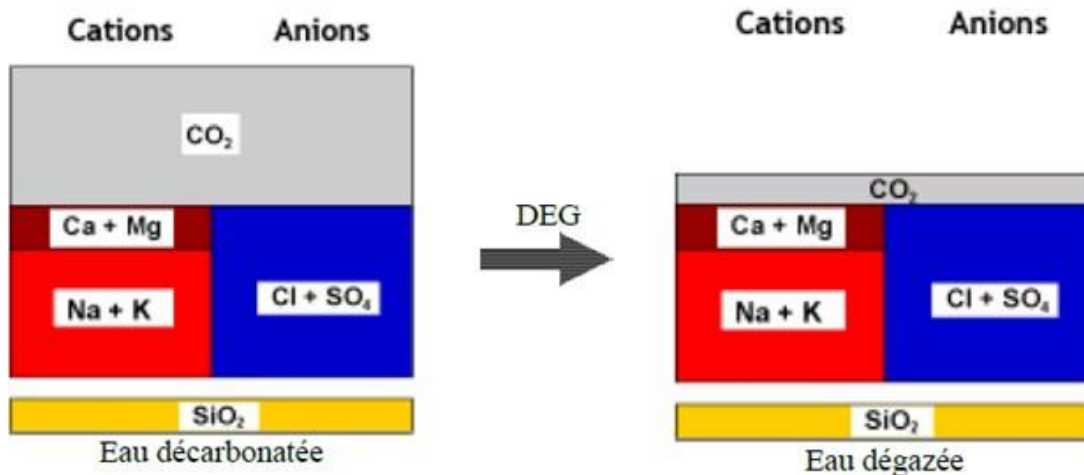 Cations Anions
CO₂
Ca + Mg
Na + K
Cl + SO₄
SiO₂
Eau décarbonatée
DEG
Cations Anions
CO₂
Ca + Mg
Na + K
Cl + SO₄
SiO₂
Eau dégazée